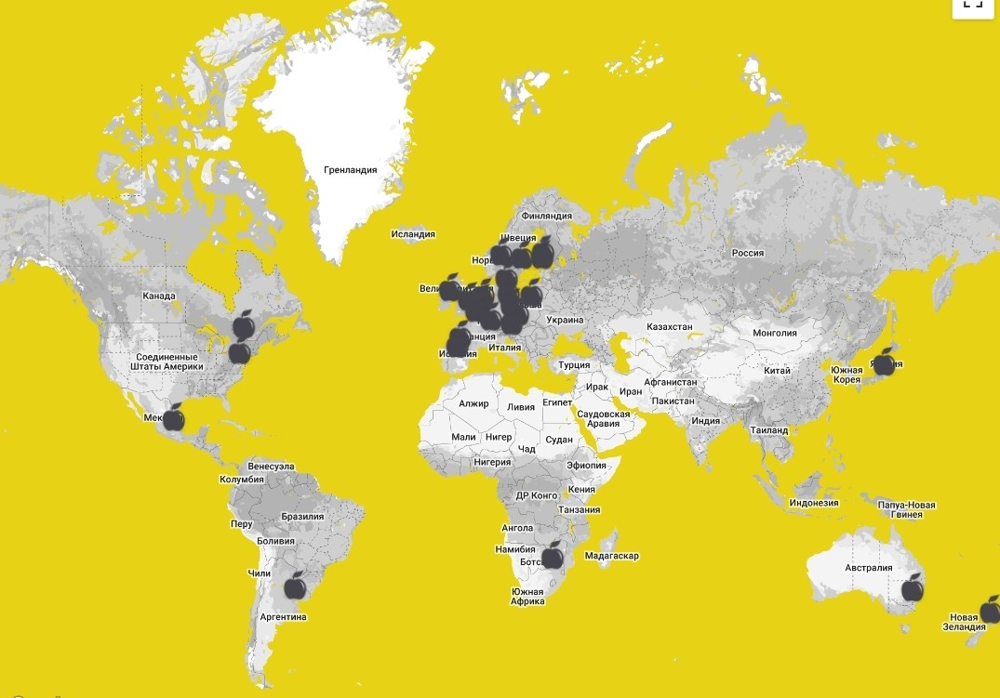 Гренландия
Финляндия
Исландия
Швеция
Россия
Канада
Украина
Казахстан
Монголия
Италия
Соединенные
Штаты Америки
Турция
Китай
Южная
Корея
Ирак
Иран
Афганистан
Пакистан
Алжир
Ливия
Египет
Саудовская
Аравия
Индия
Таиланд
Мали
Нигер
Чад
Судан
Нигерия
Эфиопия
Венесуэла
Колумбия
ДР Конго
Кения
Танзания
Индонезия
Папуа-Новая
Гвинея
Бразилия
Перу
Боливия
Ангола
Намибия
Мадагаскар
Чили
Австралия
Южная
Африка
Аргентина
Новая
Зеландия